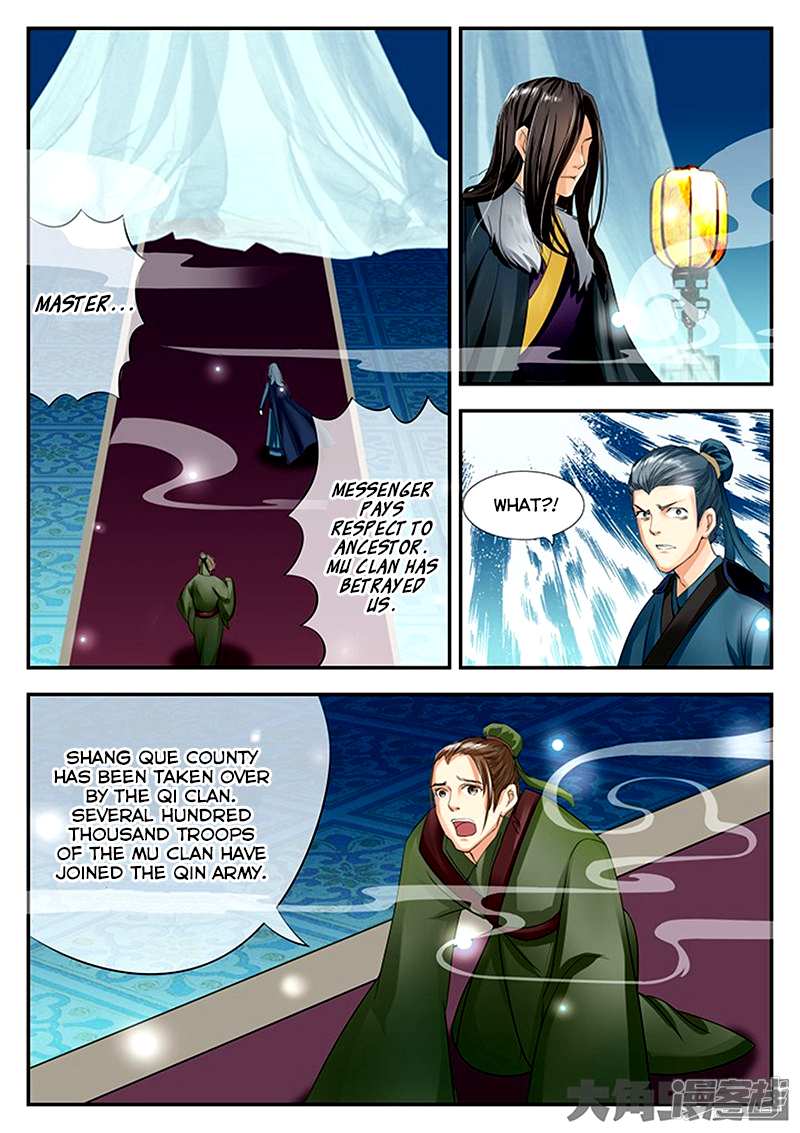 MASTER...
MESSENGER
PAYS
RESPECT TO
ANCESTOR.
MU CLAN HAS
BETRAYED
US.
WHAT?!
SHANG QUE COUNTY
HAS BEEN TAKEN OVER
BY THE QI CLAN.
SEVERAL HUNDRED
THOUSAND TROOPS
OF THE MU CLAN HAVE
JOINED THE QIN ARMY.
大角虫
漫客栈